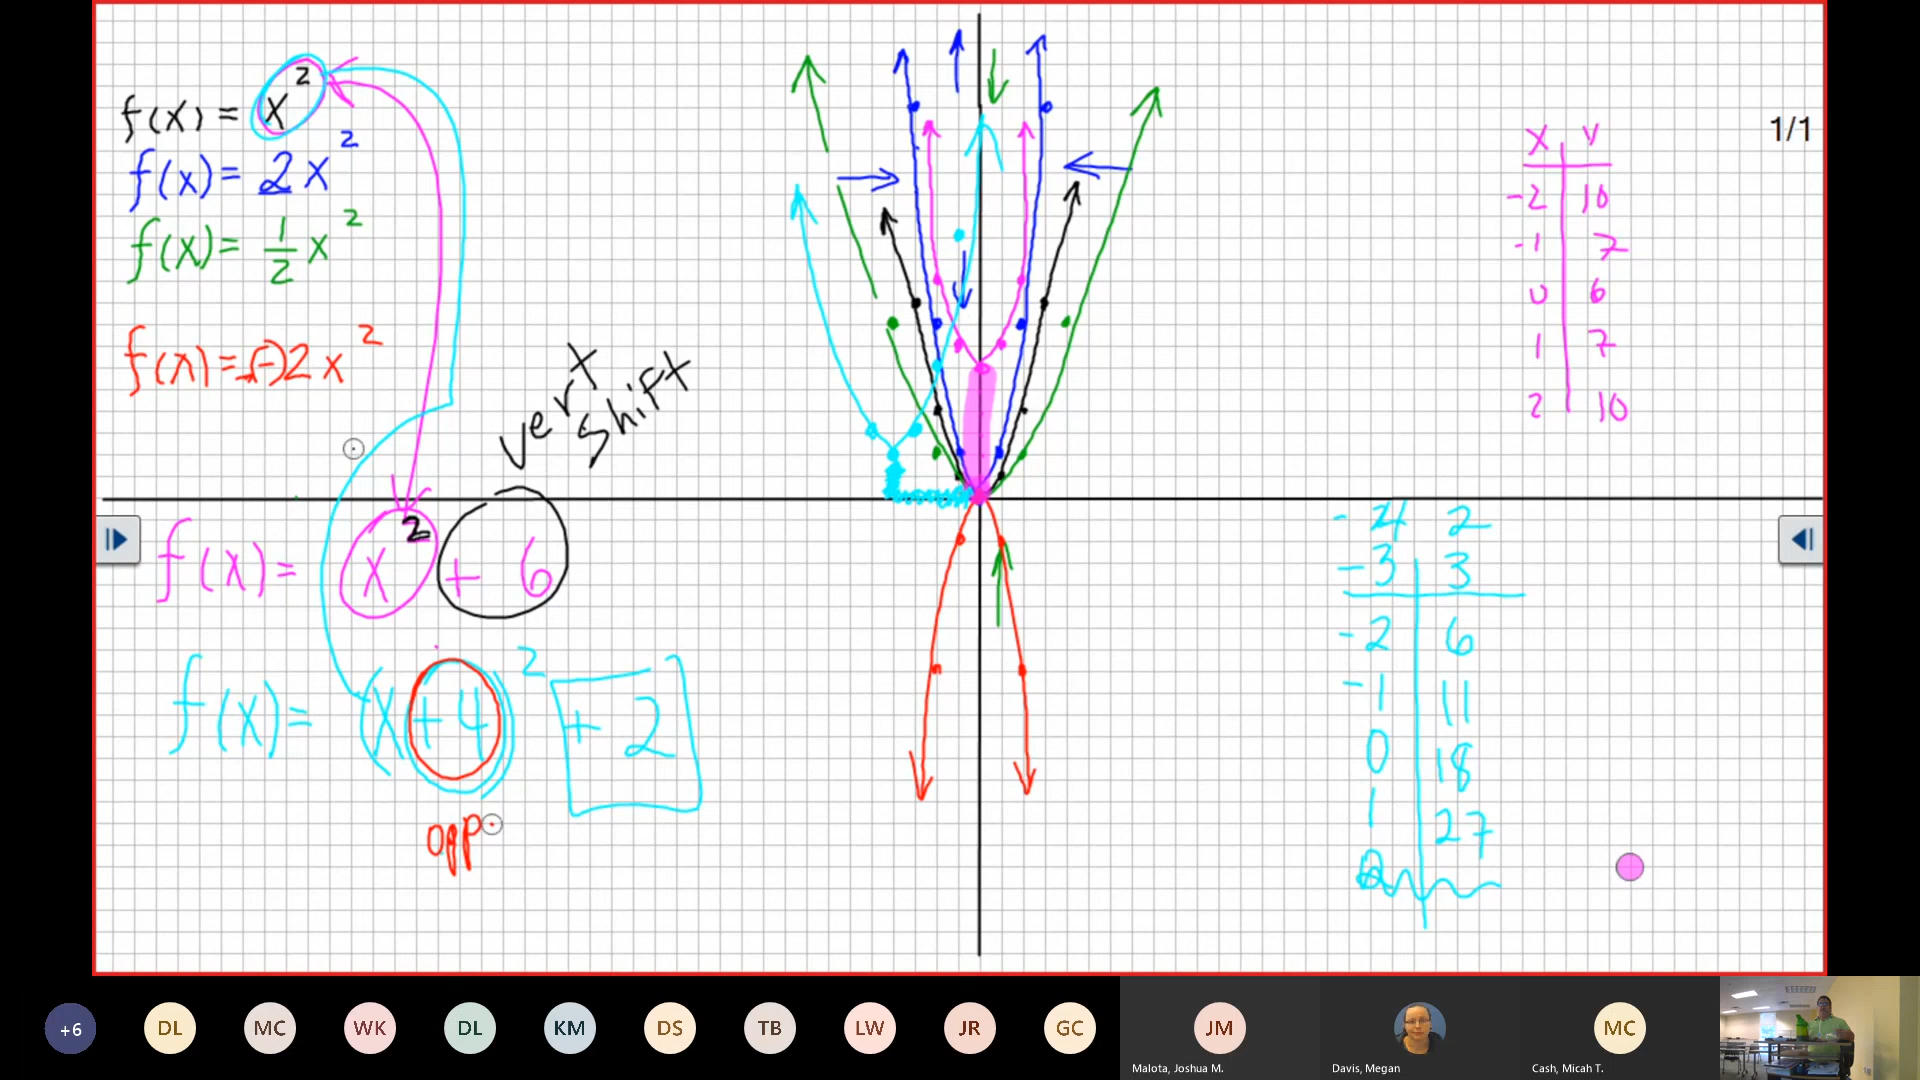 f(x) = x²
f(x) = 2x²
f(x) = 1/2 x²
f(x) = (-)2x²
vert
shift
f(x) = x² + 6
f(x) = (x+4)² + 2
opp
1/1
x | y
-2 | 10
-1 | 7
0 | 6
1 | 7
2 | 10
-4 2
-3 | 3
-2 | 6
-1 | 11
0 | 18
1 | 27
+6 DL MC WK DL KM DS TB LW JR GC JM MC
Malota, Joshua M. Davis, Megan Cash, Micah T.